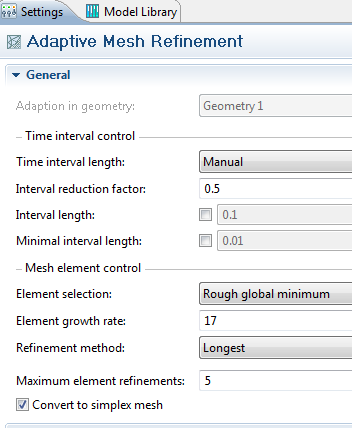 Settings Model Library
Adaptive Mesh Refinement
General
Adaption in geometry: Geometry 1
Time interval control
Time interval length: Manual
Interval reduction factor: 0.5
Interval length: 0.1
Minimal interval length: 0.01
Mesh element control
Element selection: Rough global minimum
Element growth rate: 17
Refinement method: Longest
Maximum element refinements: 5
Convert to simplex mesh